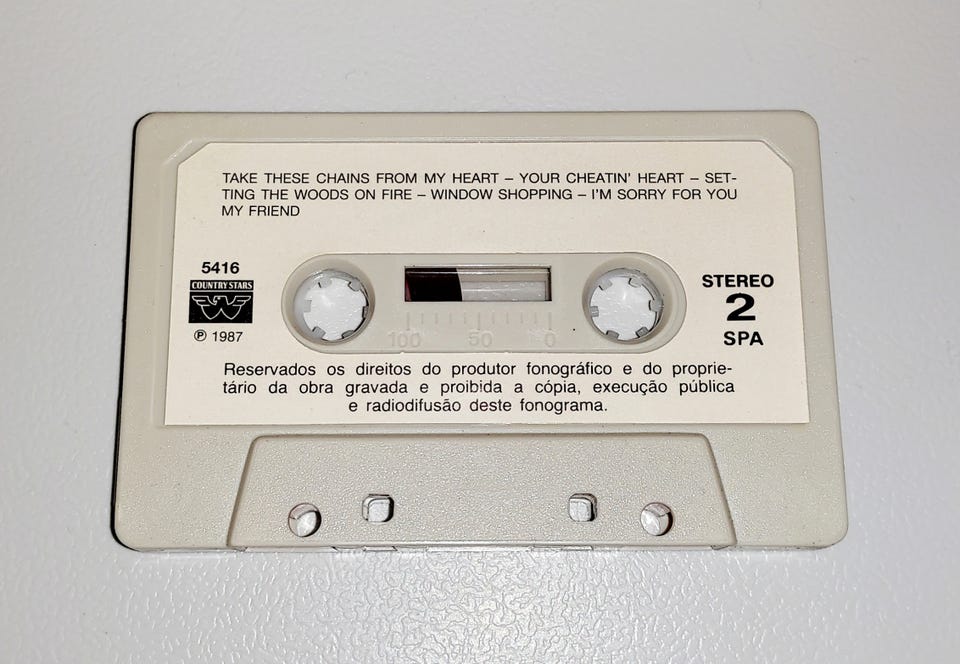 TAKE THESE CHAINS FROM MY HEART – YOUR CHEATIN' HEART – SET-
TING THE WOODS ON FIRE – WINDOW SHOPPING – I'M SORRY FOR YOU
MY FRIEND
5416
COUNTRY STARS
℗ 1987
100 50 0
STEREO
2
SPA
Reservados os direitos do produtor fonográfico e do proprie-
tário da obra gravada e proibida a cópia, execução pública
e radiodifusão deste fonograma.